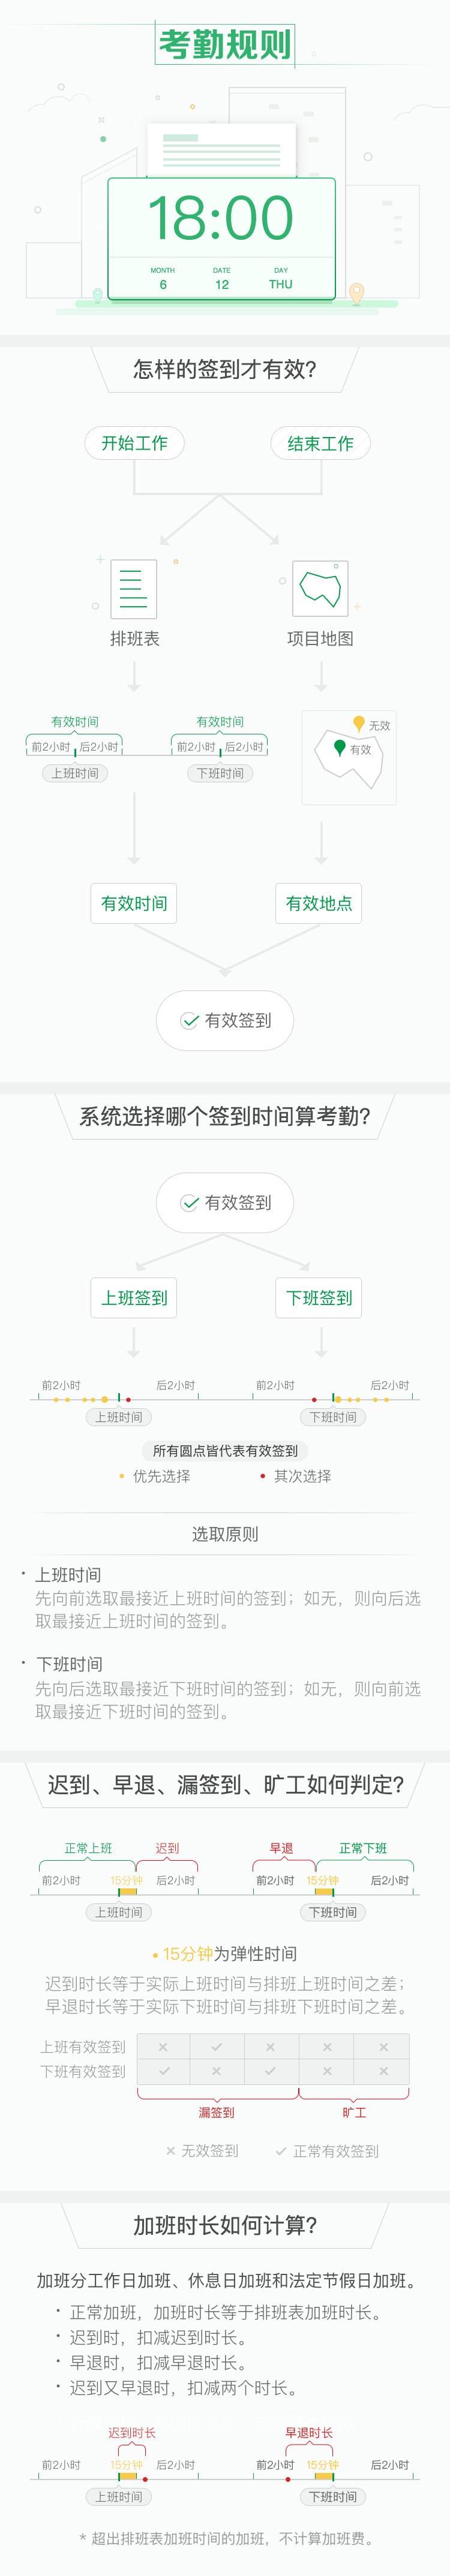 考勤规则
18:00
MONTH DATE DAY
6 12 THU
怎样的签到才有效?
开始工作 结束工作
排班表 项目地图
有效时间 有效时间
前2小时 后2小时 前2小时 后2小时
上班时间 下班时间
无效
有效
有效时间 有效地点
有效签到
系统选择哪个签到时间算考勤?
有效签到
上班签到 下班签到
前2小时 后2小时 前2小时 后2小时
上班时间 下班时间
所有圆点皆代表有效签到
优先选择 其次选择
选取原则
· 上班时间
先向前选取最接近上班时间的签到；如无，则向后选
取最接近上班时间的签到。
· 下班时间
先向后选取最接近下班时间的签到；如无，则向前选
取最接近下班时间的签到。
迟到、早退、漏签到、旷工如何判定?
正常上班 迟到 早退 正常下班
前2小时 15分钟 后2小时 前2小时 15分钟 后2小时
上班时间 下班时间
15分钟为弹性时间
迟到时长等于实际上班时间与排班上班时间之差；
早退时长等于实际下班时间与排班下班时间之差。
上班有效签到
下班有效签到
漏签到 旷工
无效签到 正常有效签到
加班时长如何计算?
加班分工作日加班、休息日加班和法定节假日加班。
· 正常加班，加班时长等于排班表加班时长。
· 迟到时，扣减迟到时长。
· 早退时，扣减早退时长。
· 迟到又早退时，扣减两个时长。
迟到时长 早退时长
前2小时 15分钟 后2小时 前2小时 15分钟 后2小时
上班时间 下班时间
* 超出排班表加班时间的加班，不计算加班费。